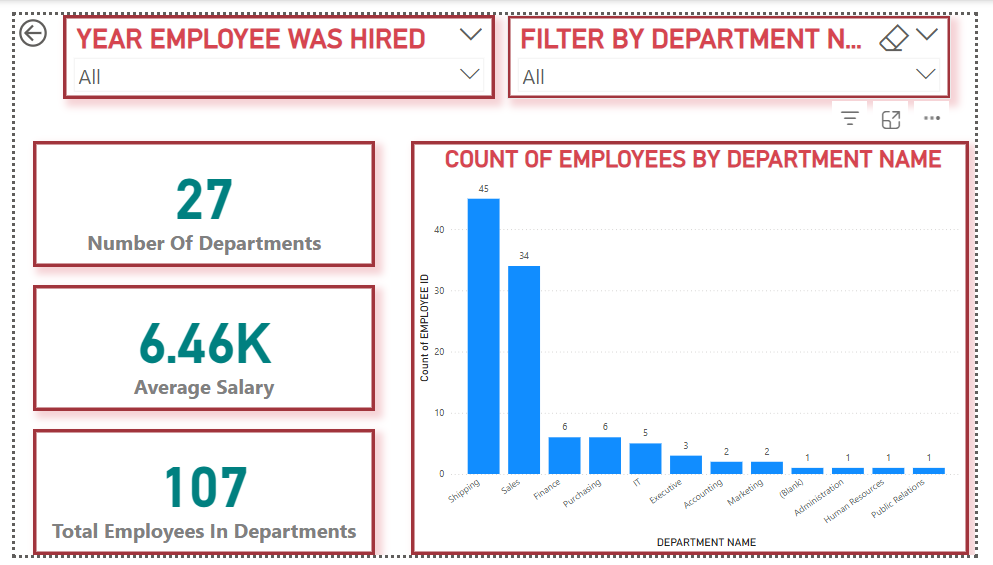 YEAR EMPLOYEE WAS HIRED
All
FILTER BY DEPARTMENT N...
All
27
Number Of Departments
6.46K
Average Salary
107
Total Employees In Departments
COUNT OF EMPLOYEES BY DEPARTMENT NAME
Count of EMPLOYEE ID
40
30
20
10
0
45
34
6
6
5
3
2
2
1
1
1
1
Shipping
Sales
Finance
Purchasing
IT
Executive
Accounting
Marketing
(Blank)
Administration
Human Resources
Public Relations
DEPARTMENT NAME